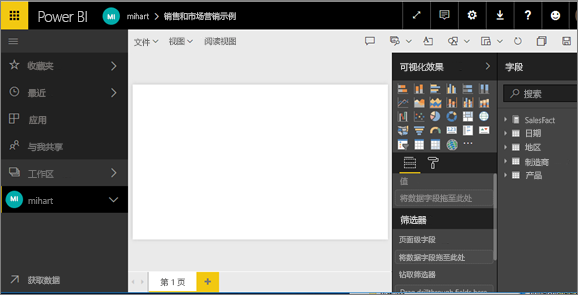 Power BI MI mihart > 销售和市场营销示例
文件 视图 阅读视图
收藏夹
最近
应用
与我共享
工作区
MI mihart
获取数据
第 1 页
可视化效果
值
将数据字段拖至此处
筛选器
页面级字段
将数据字段拖至此处
钻取筛选器
Drag drillthrough fields here
字段
搜索
SalesFact
日期
地区
制造商
产品